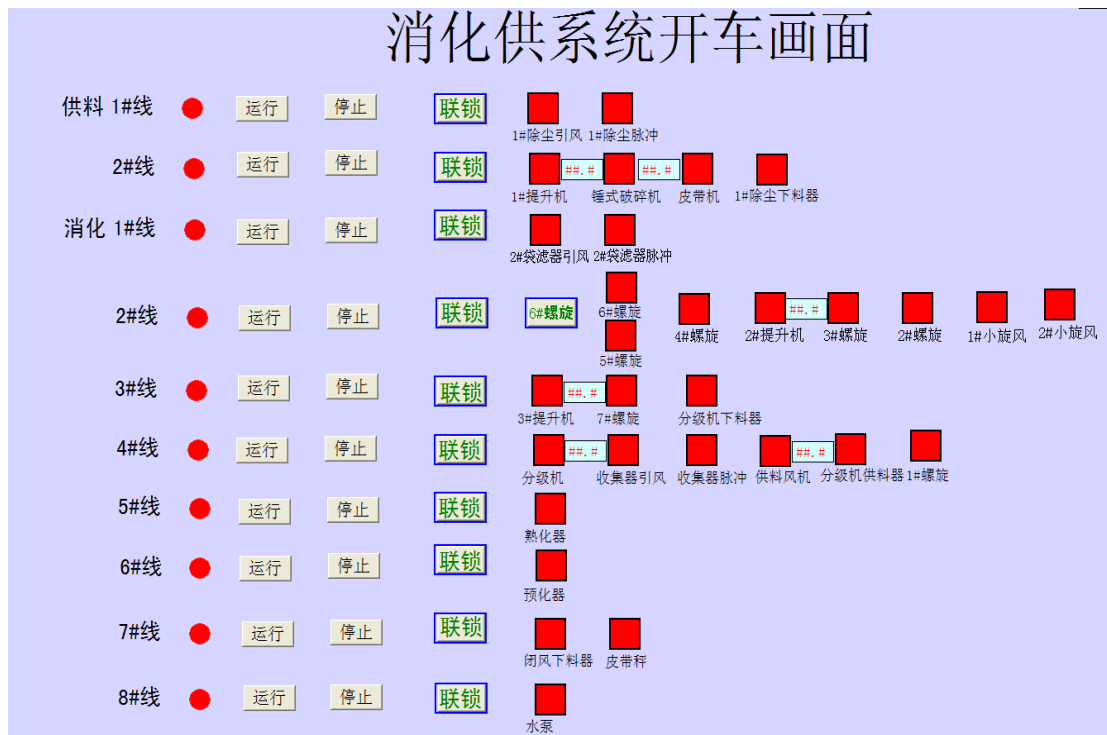 消化供系统开车画面
供料 1#线 运行 停止 联锁
1#除尘引风 1#除尘脉冲
2#线 运行 停止 联锁 ##.# ##.#
1#提升机 锤式破碎机 皮带机 1#除尘下料器
消化 1#线 运行 停止 联锁
2#袋滤器引风 2#袋滤器脉冲
2#线 运行 停止 联锁 6#螺旋 6#螺旋 ##.#
4#螺旋 2#提升机 3#螺旋 2#螺旋 1#小旋风 2#小旋风
5#螺旋
3#线 运行 停止 联锁 ##.#
3#提升机 7#螺旋 分级机下料器
4#线 运行 停止 联锁 ##.# ##.#
分级机 收集器引风 收集器脉冲 供料风机 分级机供料器 1#螺旋
5#线 运行 停止 联锁
熟化器
6#线 运行 停止 联锁
预化器
7#线 运行 停止 联锁
闭风下料器 皮带秤
8#线 运行 停止 联锁
水泵